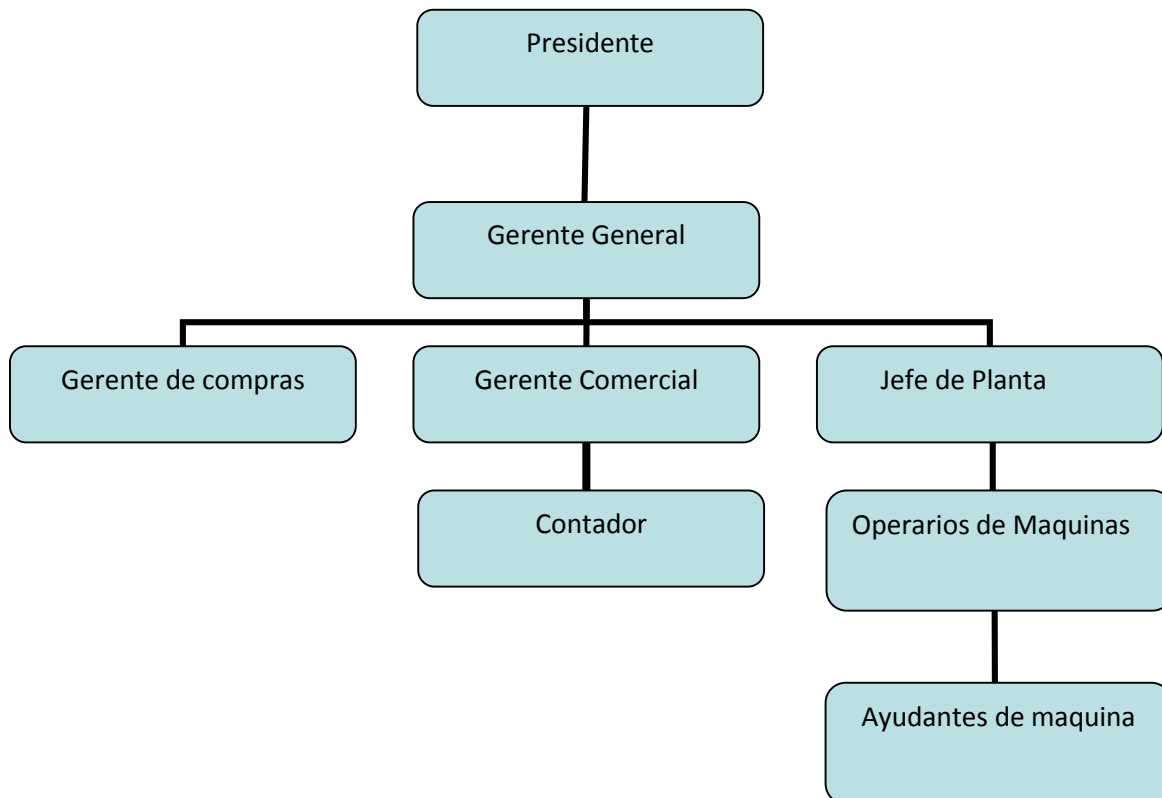 Presidente
Gerente General
Gerente de compras
Gerente Comercial
Jefe de Planta
Contador
Operarios de Maquinas
Ayudantes de maquina